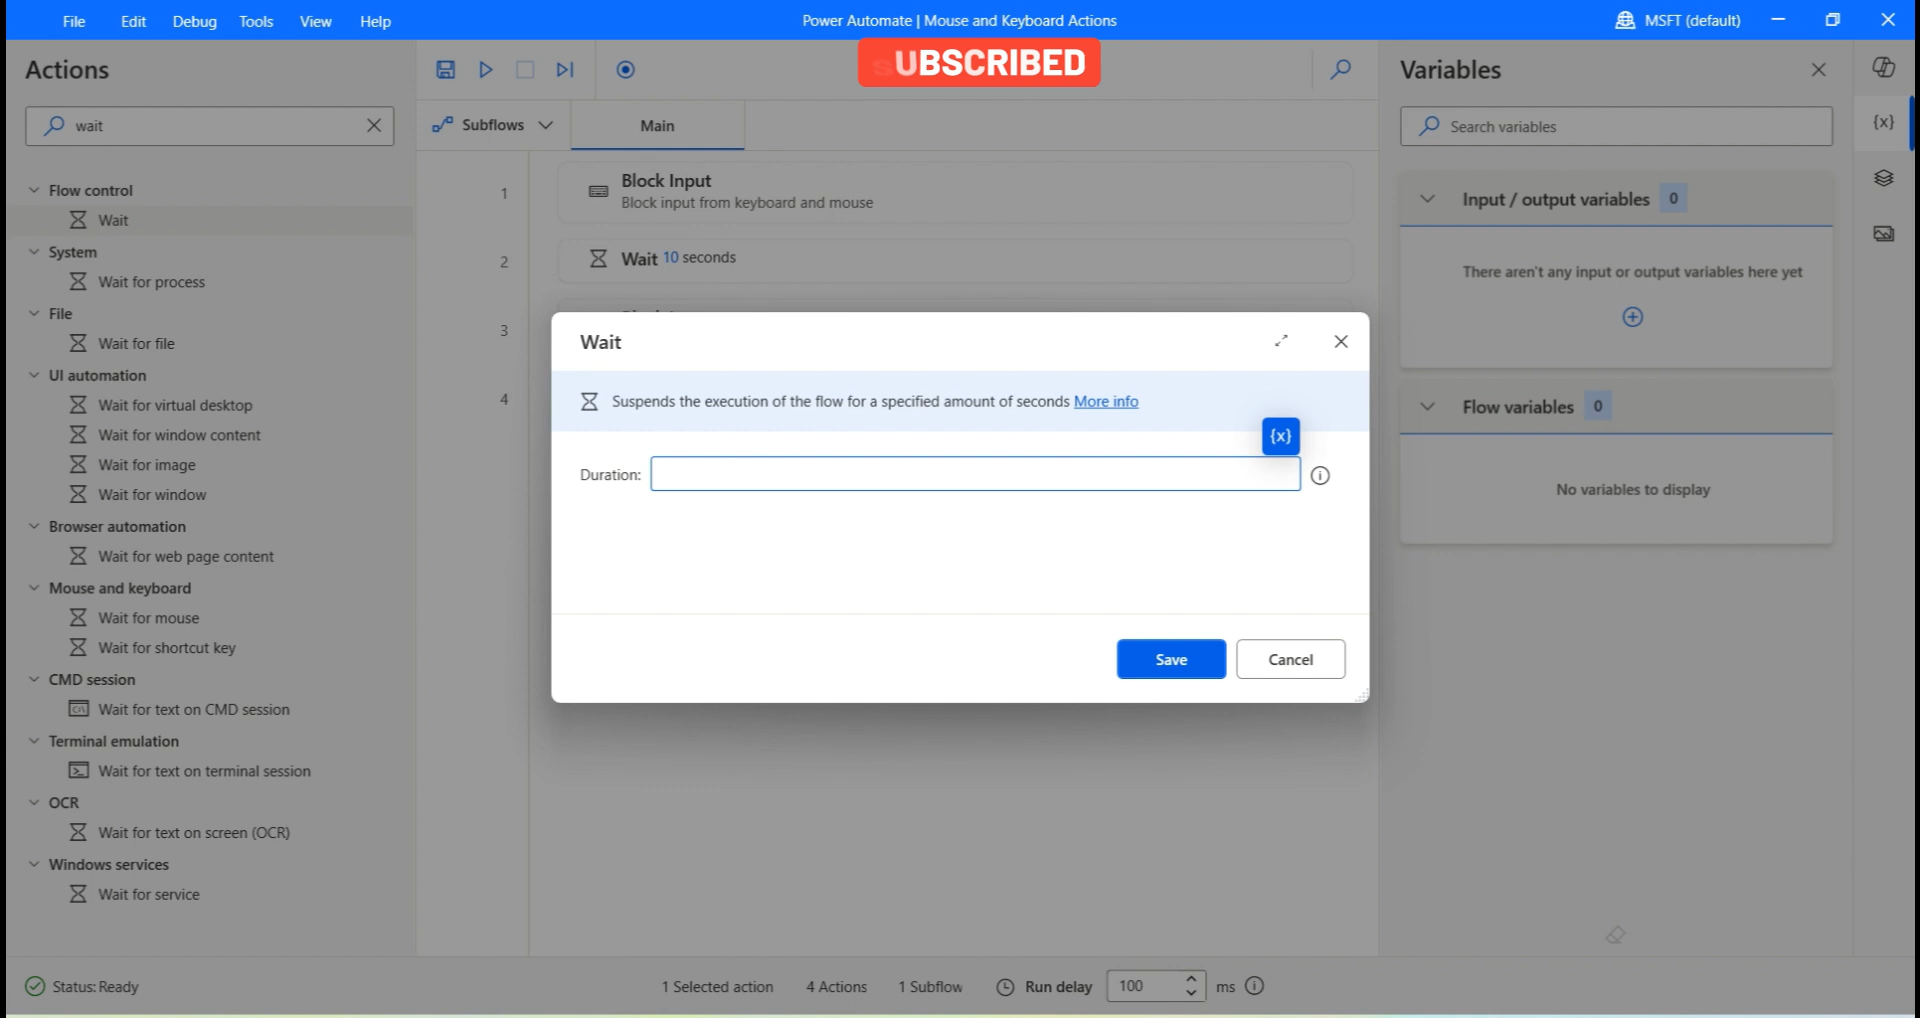 File Edit Debug Tools View Help
Power Automate | Mouse and Keyboard Actions
MSFT (default)
UBSCRIBED
Actions
wait
Flow control
Wait
System
Wait for process
File
Wait for file
UI automation
Wait for virtual desktop
Wait for window content
Wait for image
Wait for window
Browser automation
Wait for web page content
Mouse and keyboard
Wait for mouse
Wait for shortcut key
CMD session
Wait for text on CMD session
Terminal emulation
Wait for text on terminal session
OCR
Wait for text on screen (OCR)
Windows services
Wait for service
Subflows
Main
1
Block Input
Block input from keyboard and mouse
2
Wait 10 seconds
3
4
Wait
Suspends the execution of the flow for a specified amount of seconds More info
{x}
Duration:
Save
Cancel
Variables
Search variables
{x}
Input / output variables 0
There aren't any input or output variables here yet
Flow variables 0
No variables to display
Status: Ready
1 Selected action
4 Actions
1 Subflow
Run delay
100
ms